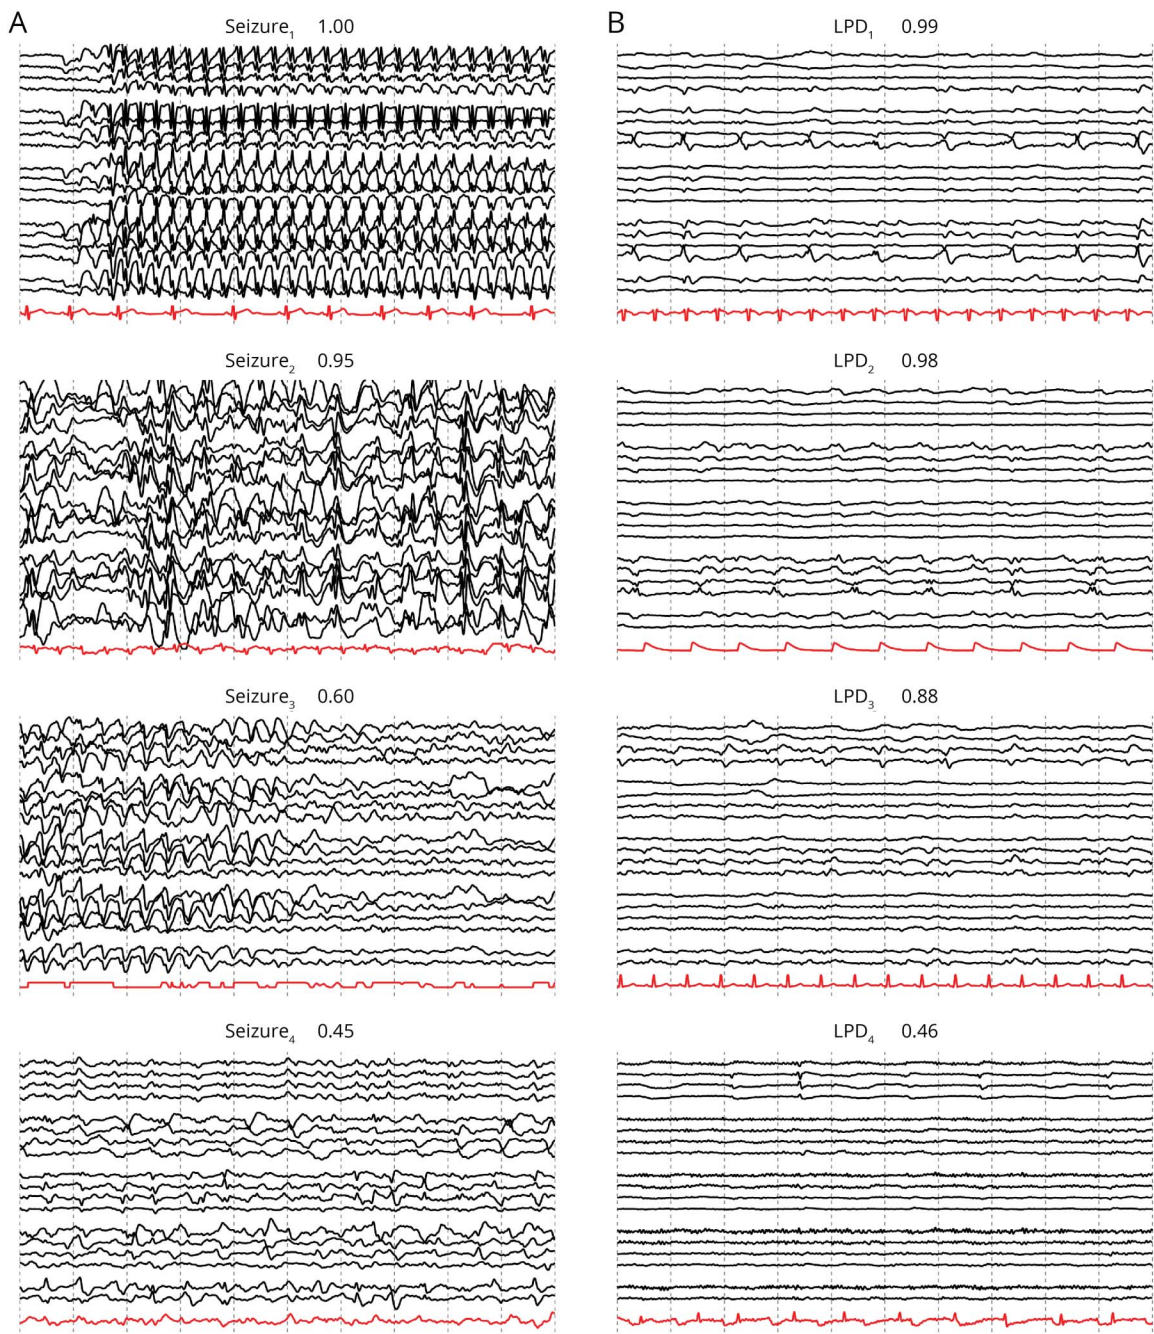 A
B
Seizure₁ 1.00
LPD₁ 0.99
Seizure₂ 0.95
LPD₂ 0.98
Seizure₃ 0.60
LPD₃ 0.88
Seizure₄ 0.45
LPD₄ 0.46